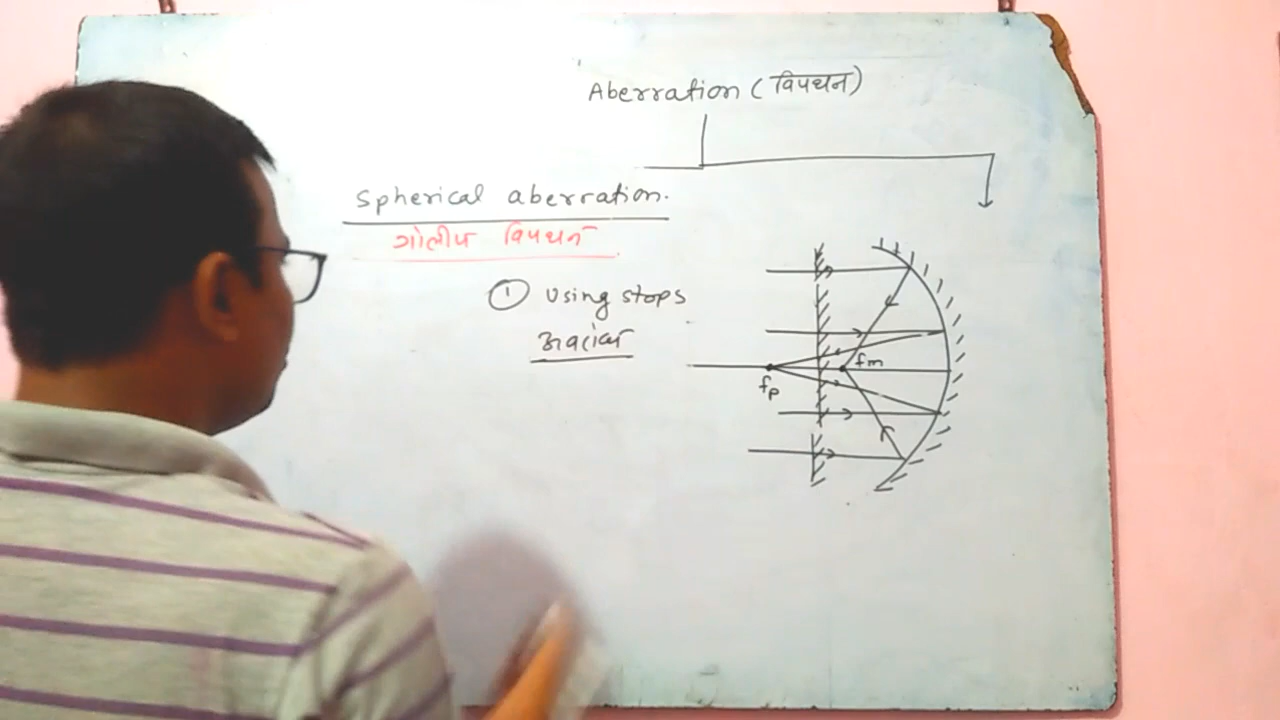 Aberration (विपथन)
Spherical aberration.
गोलीय विपथन
① Using stops
fm
fp